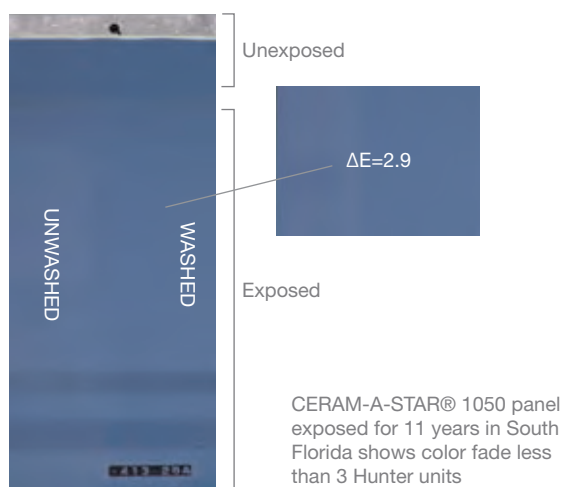 Unexposed
ΔE=2.9
UNWASHED
WASHED
Exposed
CERAM-A-STAR® 1050 panel
exposed for 11 years in South
Florida shows color fade less
than 3 Hunter units